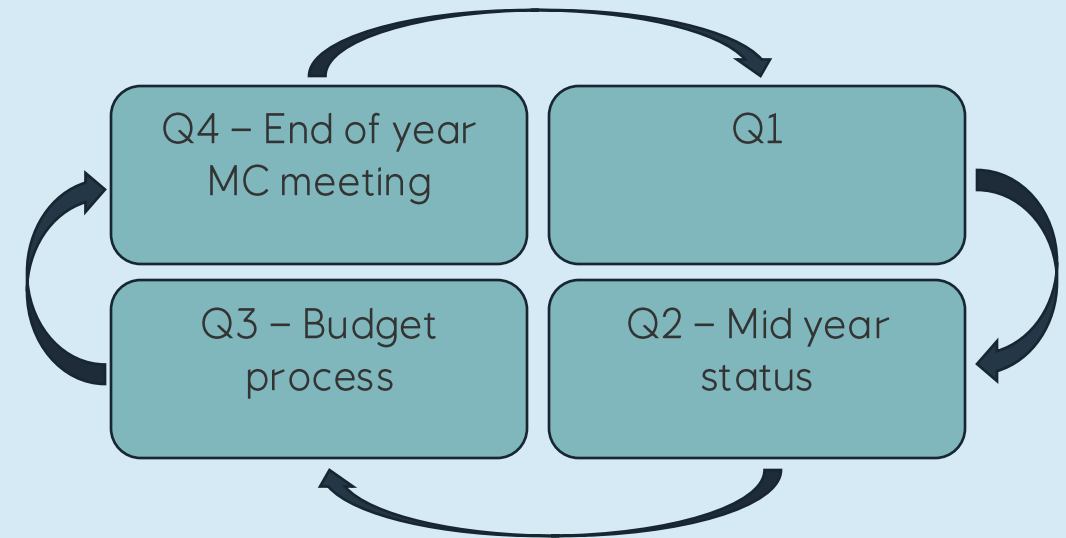 Q4 – End of year
MC meeting
Q1
Q3 – Budget
process
Q2 – Mid year
status